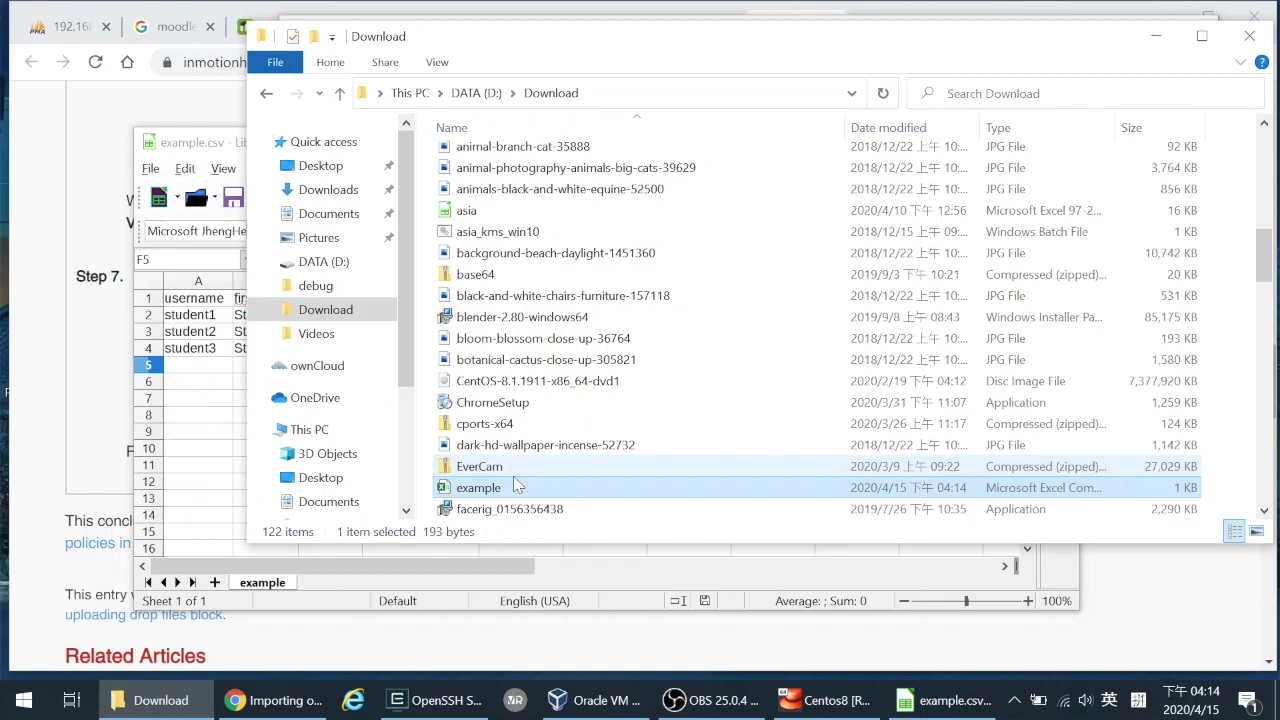 192.168
moodle
inmotionh
Download
File
Home
Share
View
This PC
DATA (D:)
Download
Search Download
Quick access
Desktop
Downloads
Documents
Pictures
DATA (D:)
debug
Download
Videos
ownCloud
OneDrive
This PC
3D Objects
Desktop
Documents
Name Date modified Type Size
animal-branch-cat-35888 2018/12/22 上午 10:... JPG File 92 KB
animal-photography-animals-big-cats-39629 2018/12/22 上午 10:... JPG File 3,764 KB
animals-black-and-white-equine-52500 2018/12/22 上午 10:... JPG File 856 KB
asia 2020/4/10 下午 12:56 Microsoft Excel 97-2... 16 KB
asia_kms_win10 2018/12/15 上午 09:... Windows Batch File 1 KB
background-beach-daylight-1451360 2018/12/22 上午 10:... JPG File 10,742 KB
base64 2019/9/3 下午 10:21 Compressed (zipped)... 20 KB
black-and-white-chairs-furniture-157118 2018/12/22 上午 10:... JPG File 531 KB
blender-2.80-windows64 2019/9/8 上午 08:43 Windows Installer Pa... 85,175 KB
bloom-blossom-close-up-36764 2018/12/22 上午 10:... JPG File 193 KB
botanical-cactus-close-up-305821 2018/12/22 上午 10:... JPG File 1,580 KB
CentOS-8.1.1911-x86_64-dvd1 2020/2/19 下午 04:12 Disc Image File 7,377,920 KB
ChromeSetup 2020/3/31 下午 11:07 Application 1,259 KB
cports-x64 2020/3/26 下午 11:17 Compressed (zipped)... 124 KB
dark-hd-wallpaper-incense-52732 2018/12/22 上午 10:... JPG File 1,142 KB
EverCam 2020/3/9 上午 09:22 Compressed (zipped)... 27,029 KB
example 2020/4/15 下午 04:14 Microsoft Excel Com... 1 KB
facerig_0156356438 2019/7/26 下午 10:35 Application 2,290 KB
122 items 1 item selected 193 bytes
example.csv - Lib
File Edit View
Microsoft JhengHe
F5
A
1 username firs
2 student1 St
3 student2 St
4 student3 St
5
6
7
8
9
10
11
12
13
14
15
16
example
Sheet 1 of 1 Default English (USA) Average: ; Sum: 0 100%
Step 7.
This concl
policies in
This entry
uploading drop files block.
Related Articles
Download
Importing o...
OpenSSH S...
Oracle VM ...
OBS 25.0.4 ...
Centos8 [R...
example.csv...
英
下午 04:14
2020/4/15